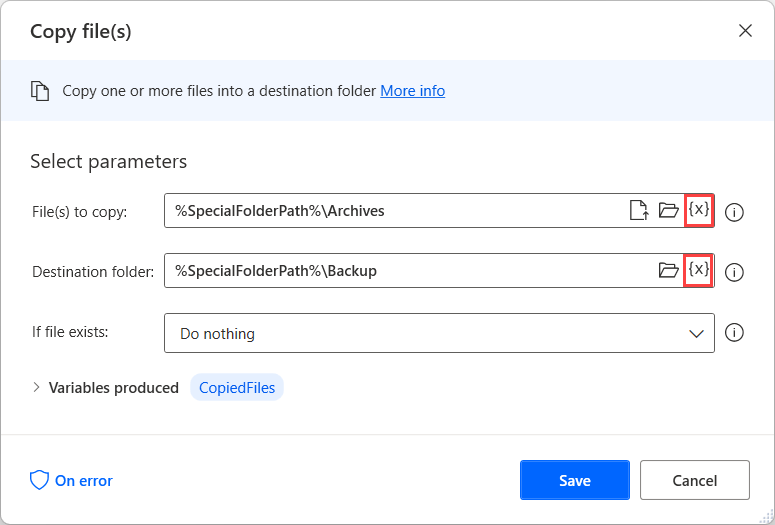 Copy file(s)
Copy one or more files into a destination folder More info
Select parameters
File(s) to copy: %SpecialFolderPath%\Archives {x}
Destination folder: %SpecialFolderPath%\Backup {x}
If file exists: Do nothing
Variables produced CopiedFiles
On error Save Cancel